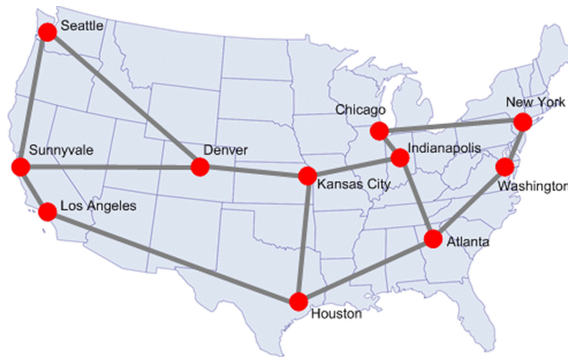 Seattle
Chicago
New York
Sunnyvale
Denver
Indianapolis
Kansas City
Washington
Los Angeles
Atlanta
Houston